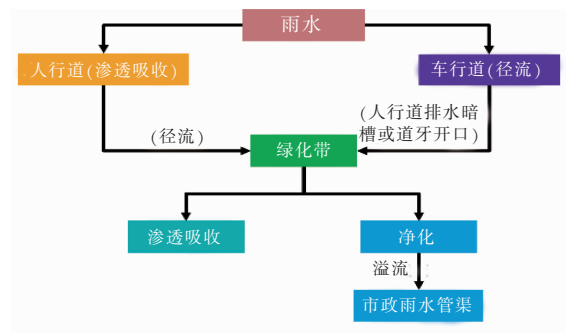 雨水
人行道(渗透吸收)
车行道(径流)
(径流)
(人行道排水暗
槽或道牙开口)
绿化带
渗透吸收
净化
溢流
市政雨水管渠